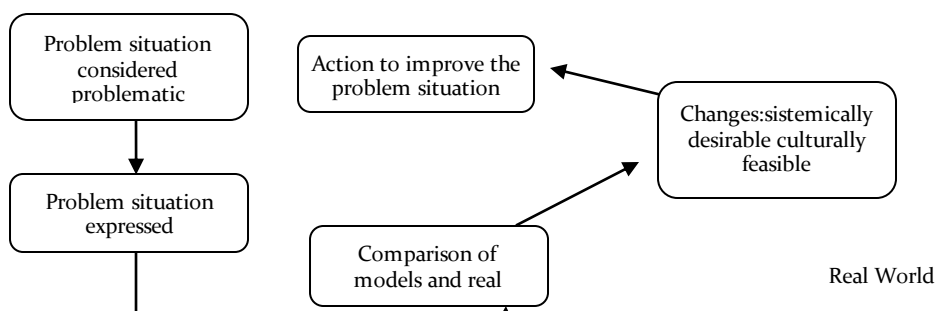 Problem situation
considered
problematic
Action to improve the
problem situation
Changes:sistemically
desirable culturally
feasible
Problem situation
expressed
Comparison of
models and real
Real World